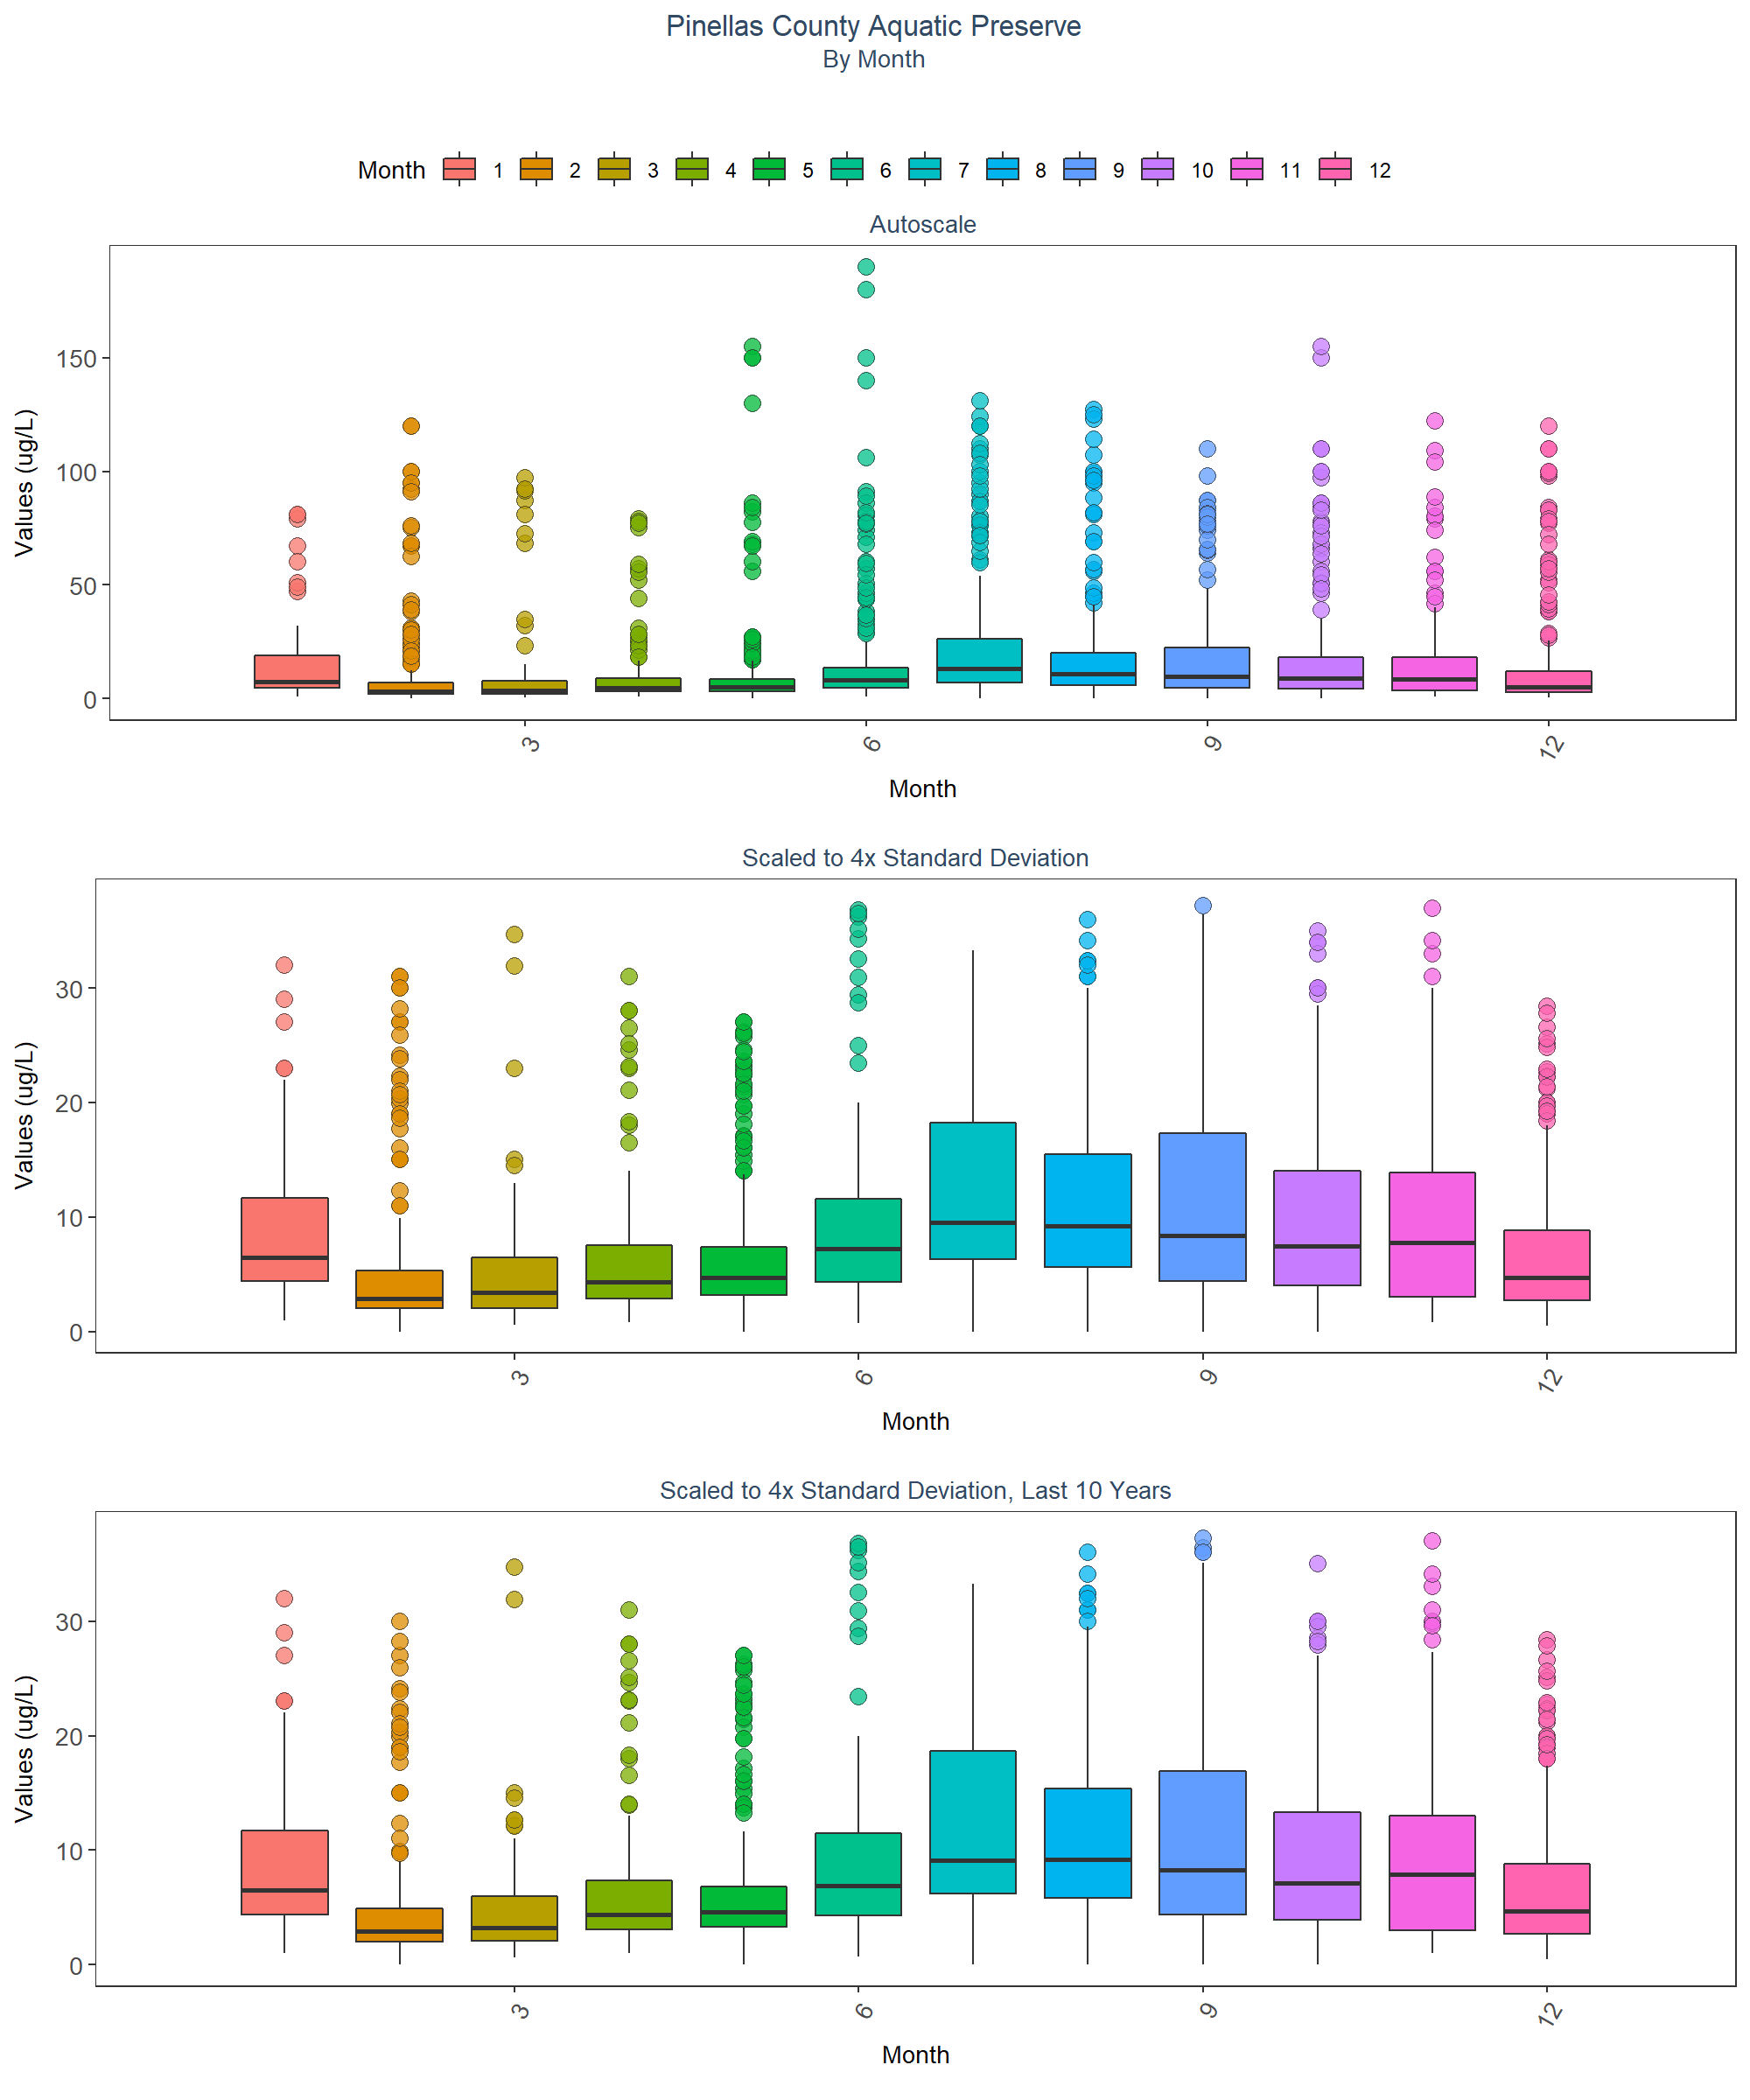 Pinellas County Aquatic Preserve
By Month
Month 1 2 3 4 5 6 7 8 9 10 11 12
Autoscale
Values (ug/L)
150
100
50
0
3 6 9 12
Month
Scaled to 4x Standard Deviation
Values (ug/L)
30
20
10
0
3 6 9 12
Month
Scaled to 4x Standard Deviation, Last 10 Years
Values (ug/L)
30
20
10
0
3 6 9 12
Month